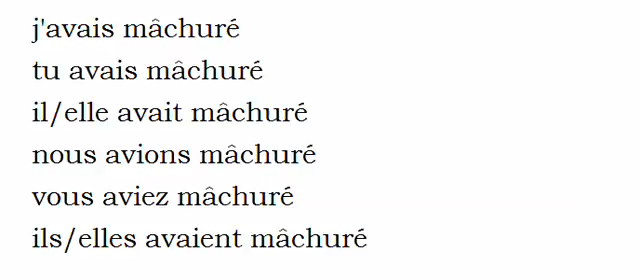 j'avais mâchuré
tu avais mâchuré
il/elle avait mâchuré
nous avions mâchuré
vous aviez mâchuré
ils/elles avaient mâchuré